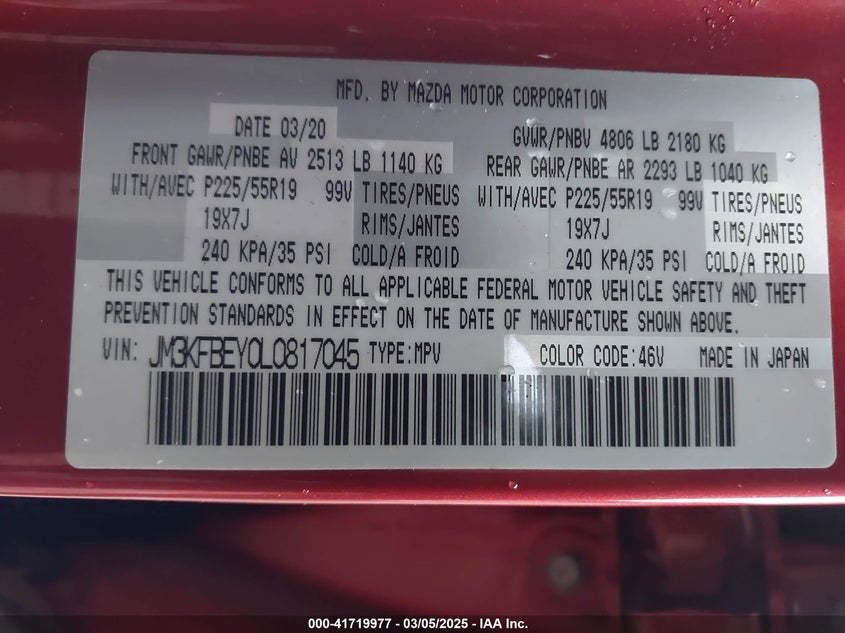 MFD. BY MAZDA MOTOR CORPORATION
DATE 03/20 GVWR/PNBV 4806 LB 2180 KG
FRONT GAWR/PNBE AV 2513 LB 1140 KG REAR GAWR/PNBE AR 2293 LB 1040 KG
WITH/AVEC P225/55R19 99V TIRES/PNEUS WITH/AVEC P225/55R19 99V TIRES/PNEUS
19X7J RIMS/JANTES 19X7J RIMS/JANTES
240 KPA/35 PSI COLD/A FROID 240 KPA/35 PSI COLD/A FROID
THIS VEHICLE CONFORMS TO ALL APPLICABLE FEDERAL MOTOR VEHICLE SAFETY AND THEFT
PREVENTION STANDARDS IN EFFECT ON THE DATE OF MANUFACTURE SHOWN ABOVE.
VIN: JM3KFBEY0L0817045 TYPE:MPV COLOR CODE:46V MADE IN JAPAN
000-41719977 - 03/05/2025 - IAA Inc.